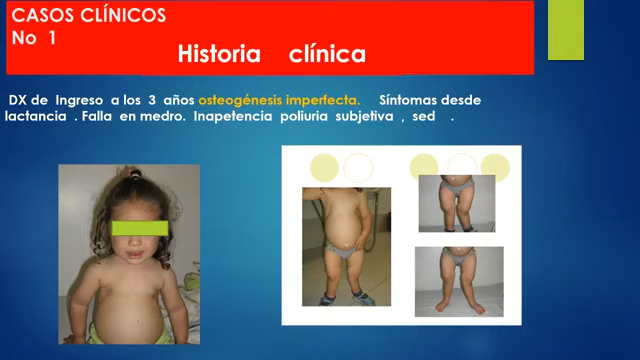 CASOS CLÍNICOS
No 1
Historia clínica
DX de Ingreso a los 3 años osteogénesis imperfecta. Síntomas desde
lactancia . Falla en medro. Inapetencia poliuria subjetiva , sed .